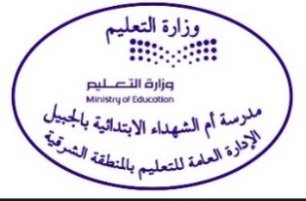 وزارة التعليم
وزارة التعليم
Ministry of Education
مدرسة أم الشهداء الابتدائية بالجبيل
الإدارة العامة للتعليم بالمنطقة الشرقية